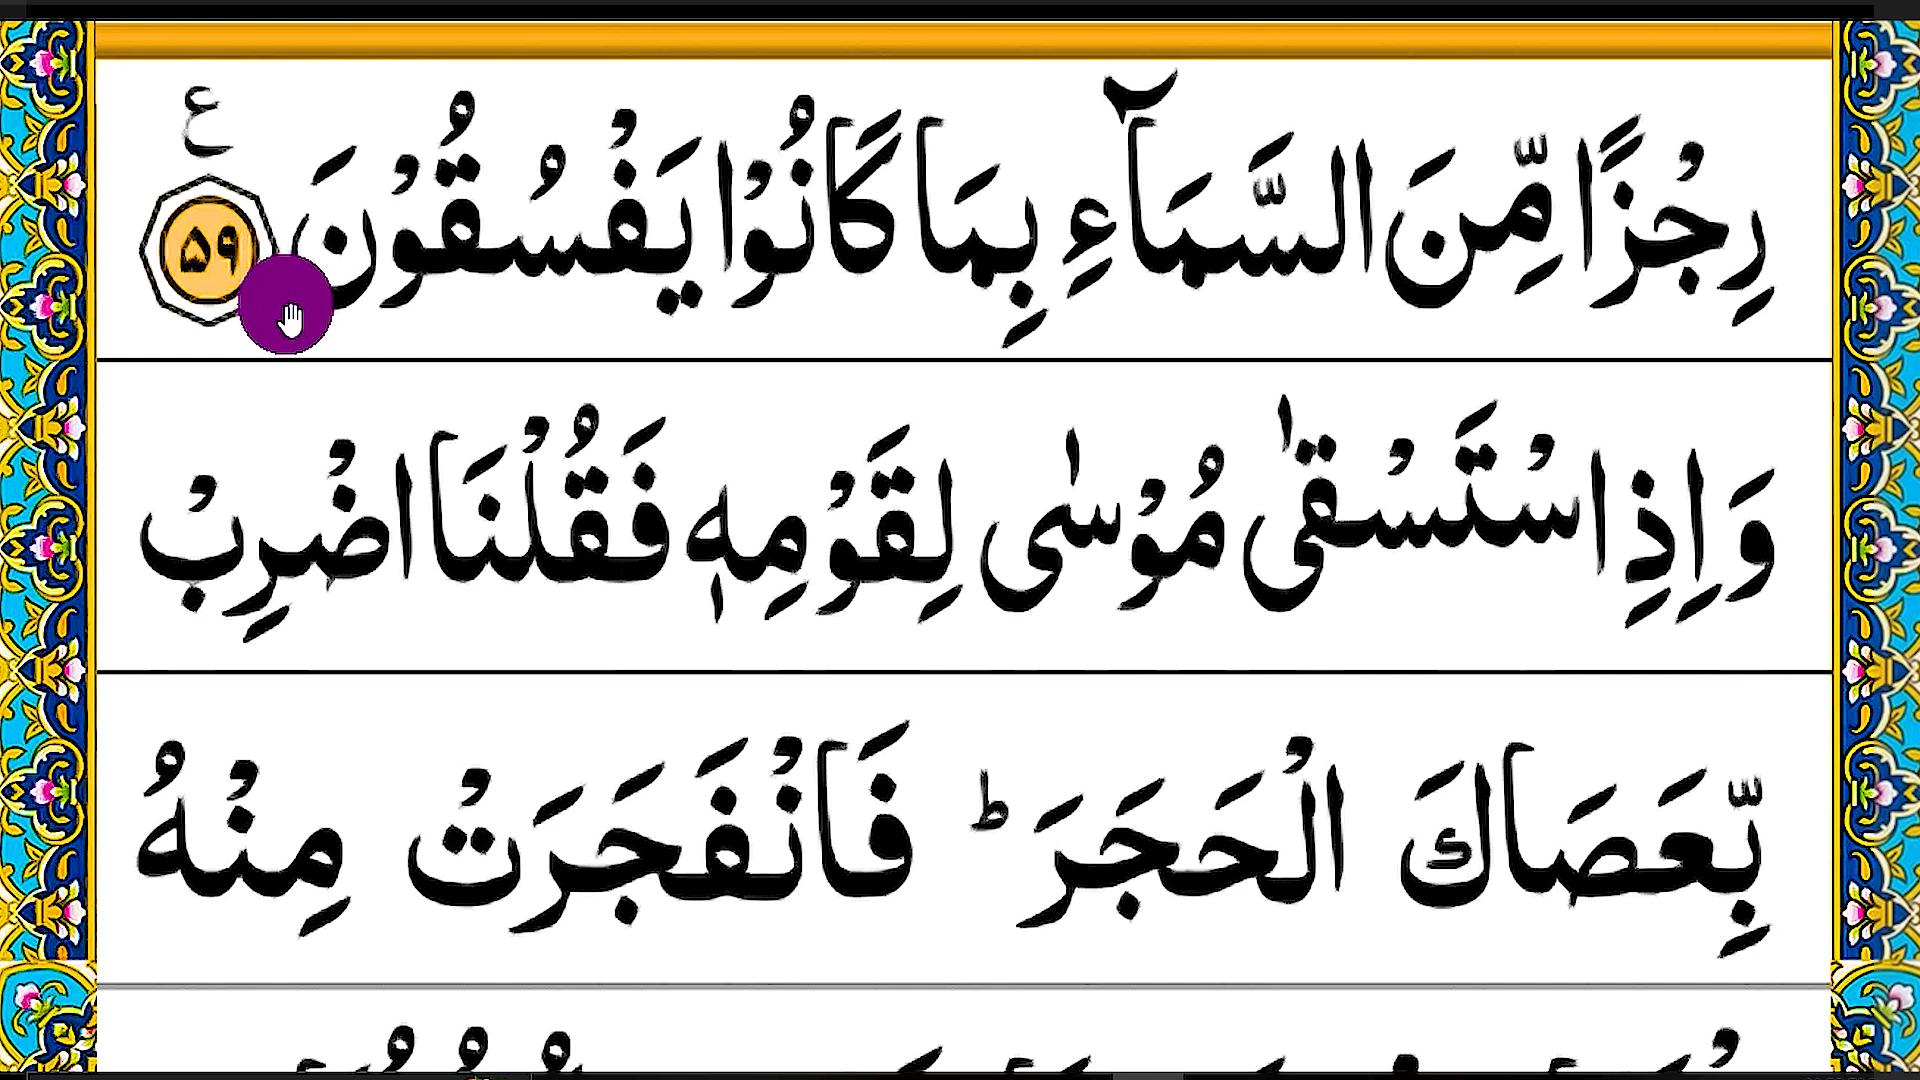 رِجْزًا مِّنَ السَّمَآءِ بِمَا كَانُوْا يَفْسُقُوْنَ ۵۹ ع
وَاِذِ اسْتَسْقٰى مُوْسٰى لِقَوْمِهٖ فَقُلْنَا اضْرِبْ
بِّعَصَاكَ الْحَجَرَ ؕ فَانْفَجَرَتْ مِنْهُ